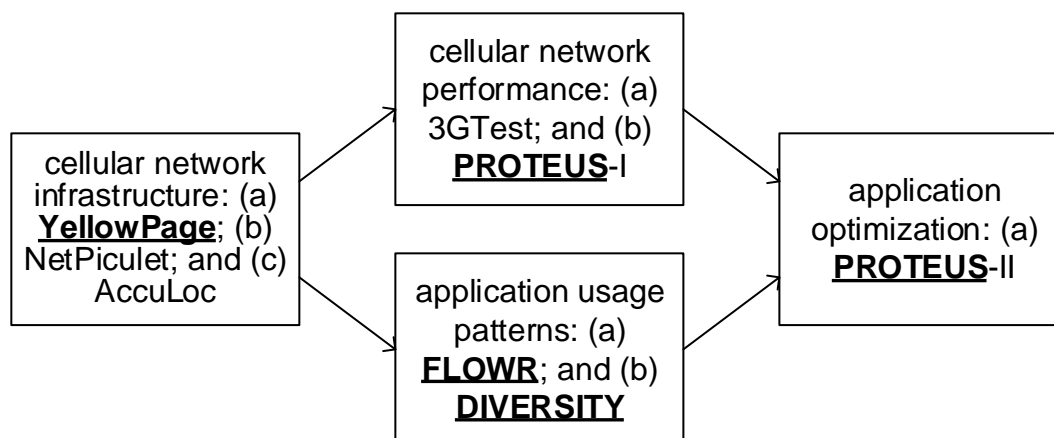 cellular network
infrastructure: (a)
YellowPage; (b)
NetPiculet; and (c)
AccuLoc
cellular network
performance: (a)
3GTest; and (b)
PROTEUS-I
application usage
patterns: (a)
FLOWR; and (b)
DIVERSITY
application
optimization: (a)
PROTEUS-II